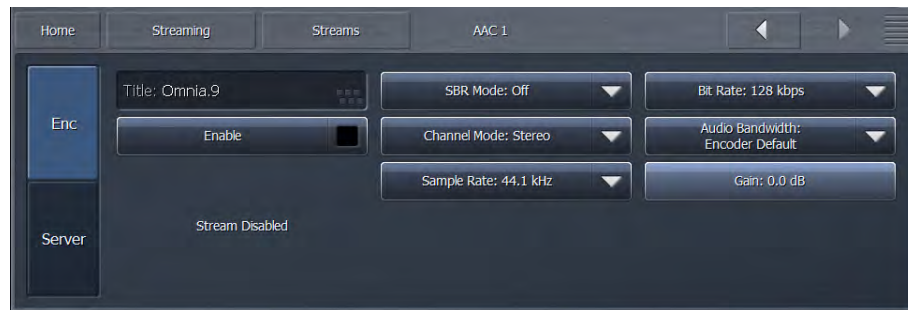 Home
Streaming
Streams
AAC 1
Enc
Server
Title: Omnia.9
Enable
Stream Disabled
SBR Mode: Off
Channel Mode: Stereo
Sample Rate: 44.1 kHz
Bit Rate: 128 kbps
Audio Bandwidth:
Encoder Default
Gain: 0.0 dB